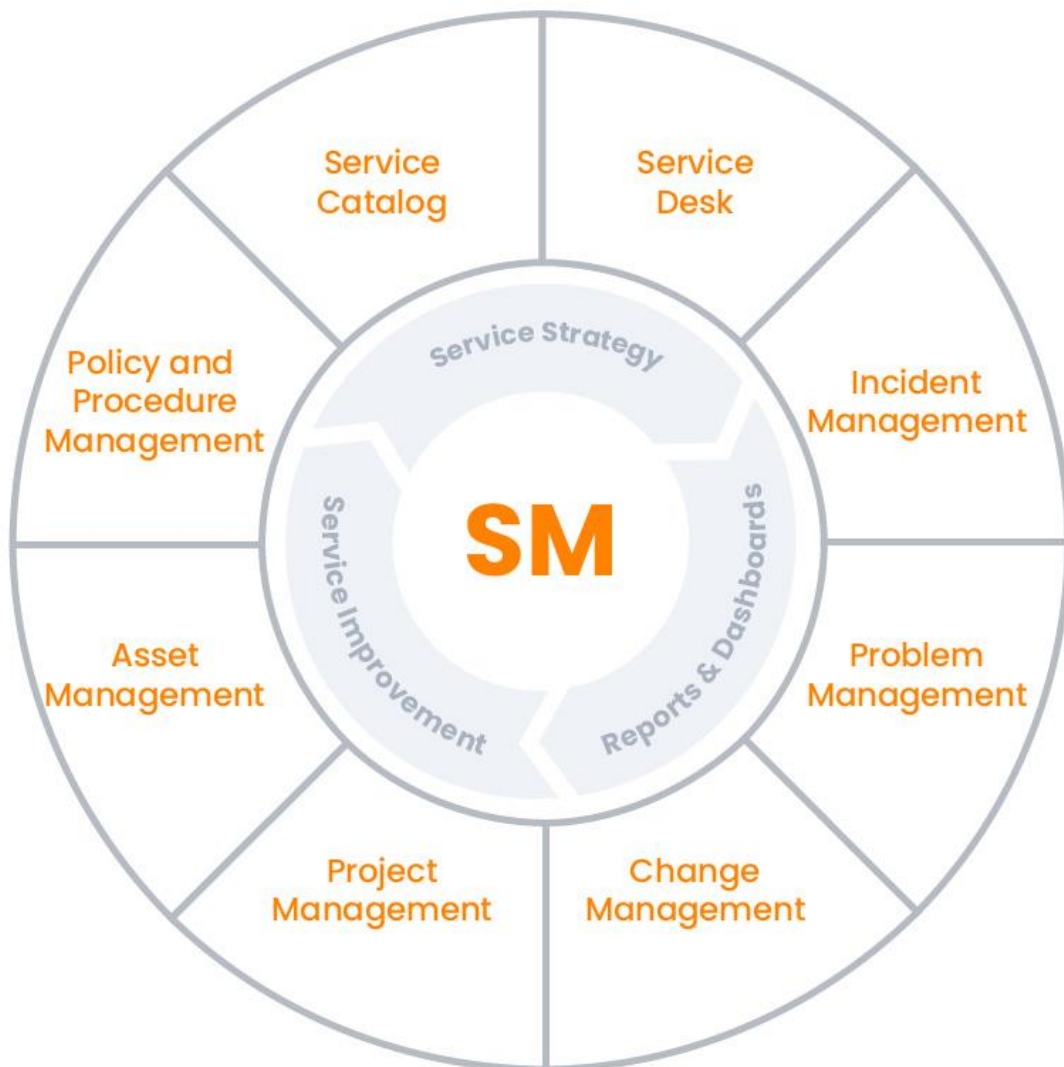 Service
Catalog
Service
Desk
Policy and
Procedure
Management
Service Strategy
Incident
Management
SM
Service Improvement
Reports & Dashboards
Asset
Management
Problem
Management
Project
Management
Change
Management